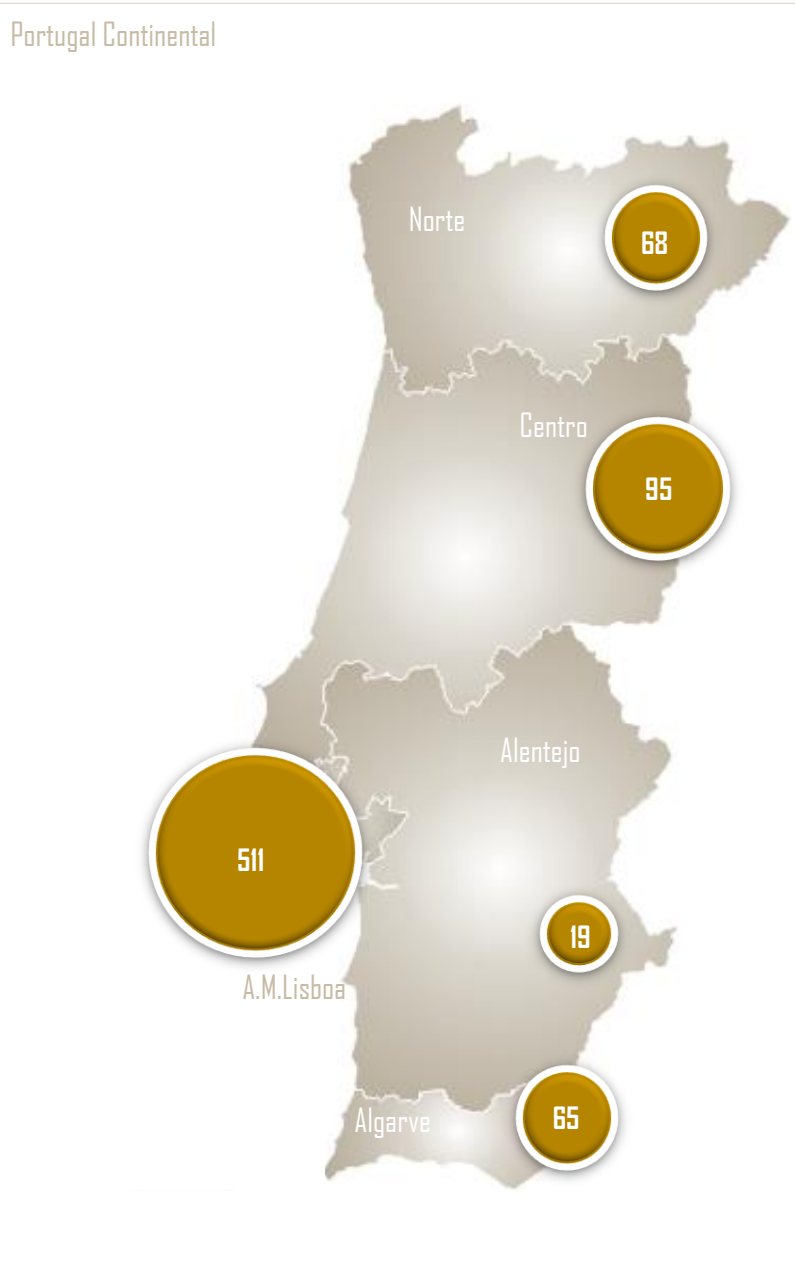 Portugal Continental
Norte
68
Centro
95
Alentejo
511
19
A.M.Lisboa
Algarve
65